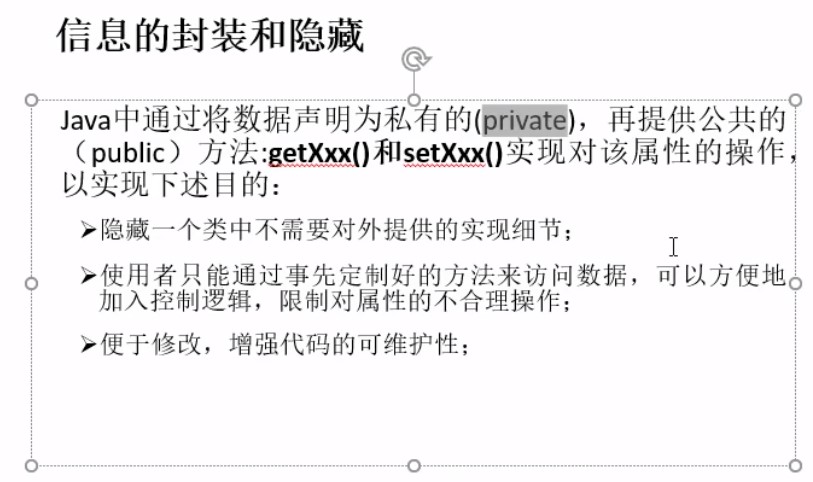 信息的封装和隐藏
Java中通过将数据声明为私有的(private)，再提供公共的
（public）方法:getXxx()和setXxx()实现对该属性的操作，
以实现下述目的：
➢隐藏一个类中不需要对外提供的实现细节；
➢使用者只能通过事先定制好的方法来访问数据，可以方便地
加入控制逻辑，限制对属性的不合理操作；
➢便于修改，增强代码的可维护性；